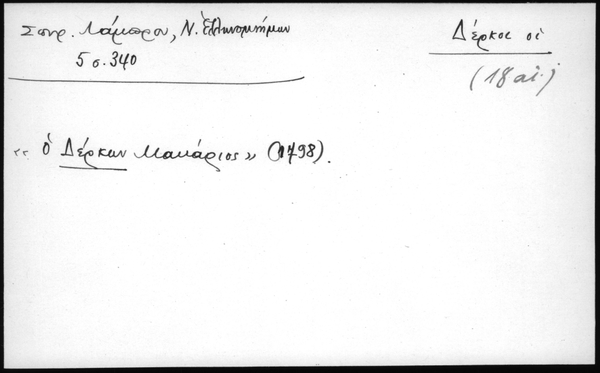 Σπυρ. Λάμπρου, Ν. Ἑλληνομνήμων
5 σ. 340
Δέρκοι οἱ
(18 αἰ.)
«ὁ Δέρκων Μακάριος» (1798).